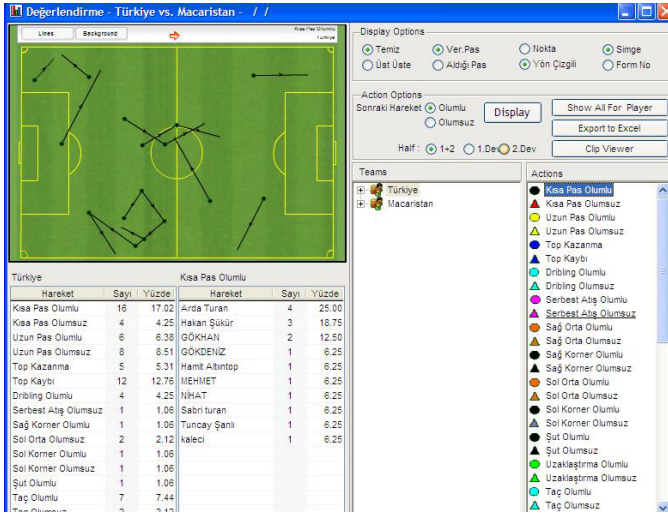 Değerlendirme - Türkiye vs. Macaristan - / /
Lines Background
Kısa Pas Olumlu
Türkiye
Display Options
Temiz Ver.Pas Nokta Simge
Üst Üste Aldığı Pas Yön Çizgili Form No
Action Options
Sonraki Hareket Olumlu
Olumsuz
Display
Show All For Player
Export to Excel
Half : 1+2 1.Dev 2.Dev
Clip Viewer
Teams
Türkiye
Macaristan
Actions
Kısa Pas Olumlu
Kısa Pas Olumsuz
Uzun Pas Olumlu
Uzun Pas Olumsuz
Top Kazanma
Top Kaybı
Dribling Olumlu
Dribling Olumsuz
Serbest Atış Olumlu
Serbest Atış Olumsuz
Sağ Orta Olumlu
Sağ Orta Olumsuz
Sağ Korner Olumlu
Sağ Korner Olumsuz
Sol Orta Olumlu
Sol Orta Olumsuz
Sol Korner Olumlu
Sol Korner Olumsuz
Şut Olumlu
Şut Olumsuz
Uzaklaştırma Olumlu
Uzaklaştırma Olumsuz
Taç Olumlu
Taç Olumsuz
Türkiye Kısa Pas Olumlu
Hareket Sayı Yüzde Hareket Sayı Yüzde
Kısa Pas Olumlu 16 17.02 Arda Turan 4 25.00
Kısa Pas Olumsuz 4 4.25 Hakan Şükür 3 18.75
Uzun Pas Olumlu 6 6.38 GÖKHAN 2 12.50
Uzun Pas Olumsuz 8 8.51 GÖKDENİZ 1 6.25
Top Kazanma 5 5.31 Hamit Altıntop 1 6.25
Top Kaybı 12 12.76 MEHMET 1 6.25
Dribling Olumlu 4 4.25 NİHAT 1 6.25
Serbest Atış Olumsuz 1 1.06 Sabri turan 1 6.25
Sağ Korner Olumlu 1 1.06 Tuncay Şanlı 1 6.25
Sol Orta Olumsuz 2 2.12 kaleci 1 6.25
Sol Korner Olumlu 1 1.06
Sol Korner Olumsuz 1 1.06
Şut Olumlu 1 1.06
Taç Olumlu 7 7.44
Taç Olumsuz 2 2.12